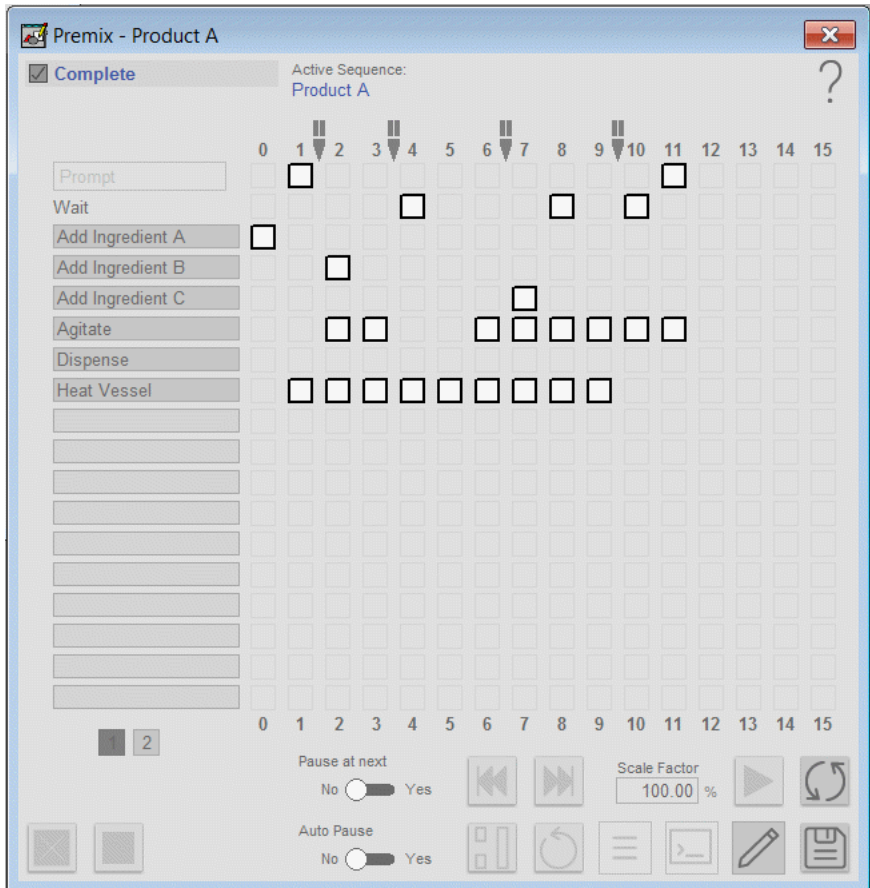 Premix - Product A
Complete
Active Sequence:
Product A
?
0 1 2 3 4 5 6 7 8 9 10 11 12 13 14 15
Prompt
Wait
Add Ingredient A
Add Ingredient B
Add Ingredient C
Agitate
Dispense
Heat Vessel
0 1 2 3 4 5 6 7 8 9 10 11 12 13 14 15
1 2
Pause at next
No Yes
Scale Factor
100.00 %
Auto Pause
No Yes